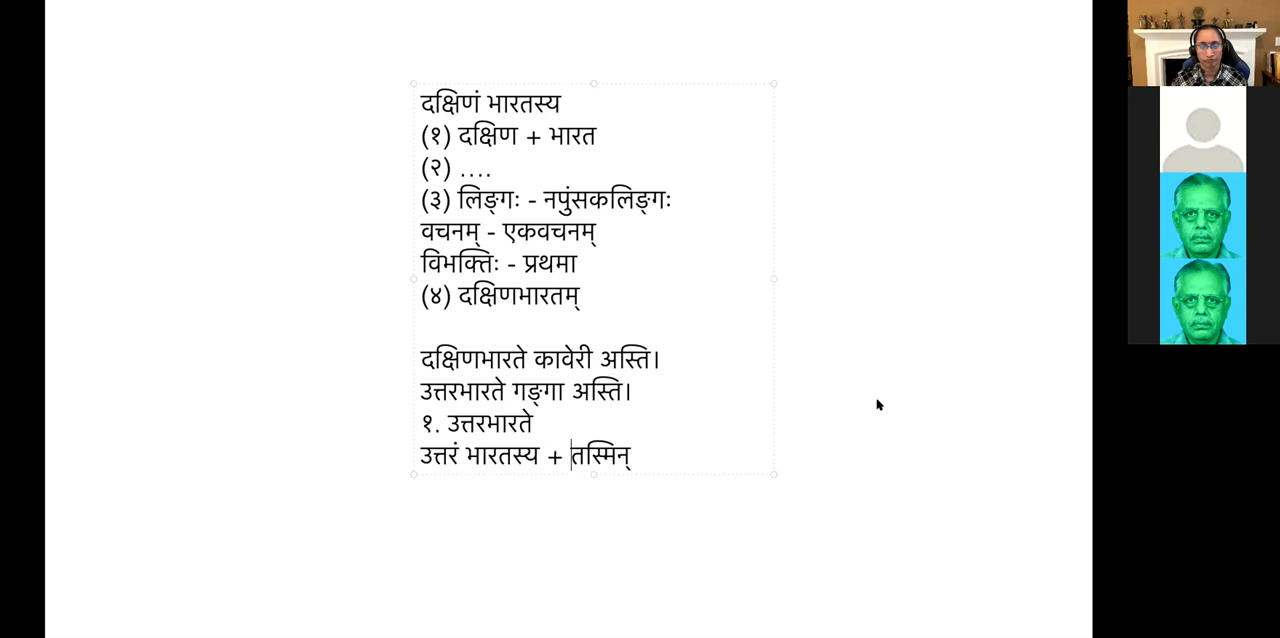 दक्षिणं भारतस्य
(१) दक्षिण + भारत
(२) ....
(३) लिङ्गः - नपुंसकलिङ्गः
वचनम् - एकवचनम्
विभक्तिः - प्रथमा
(४) दक्षिणभारतम्
दक्षिणभारते कावेरी अस्ति।
उत्तरभारते गङ्गा अस्ति।
१. उत्तरभारते
उत्तरं भारतस्य + तस्मिन्